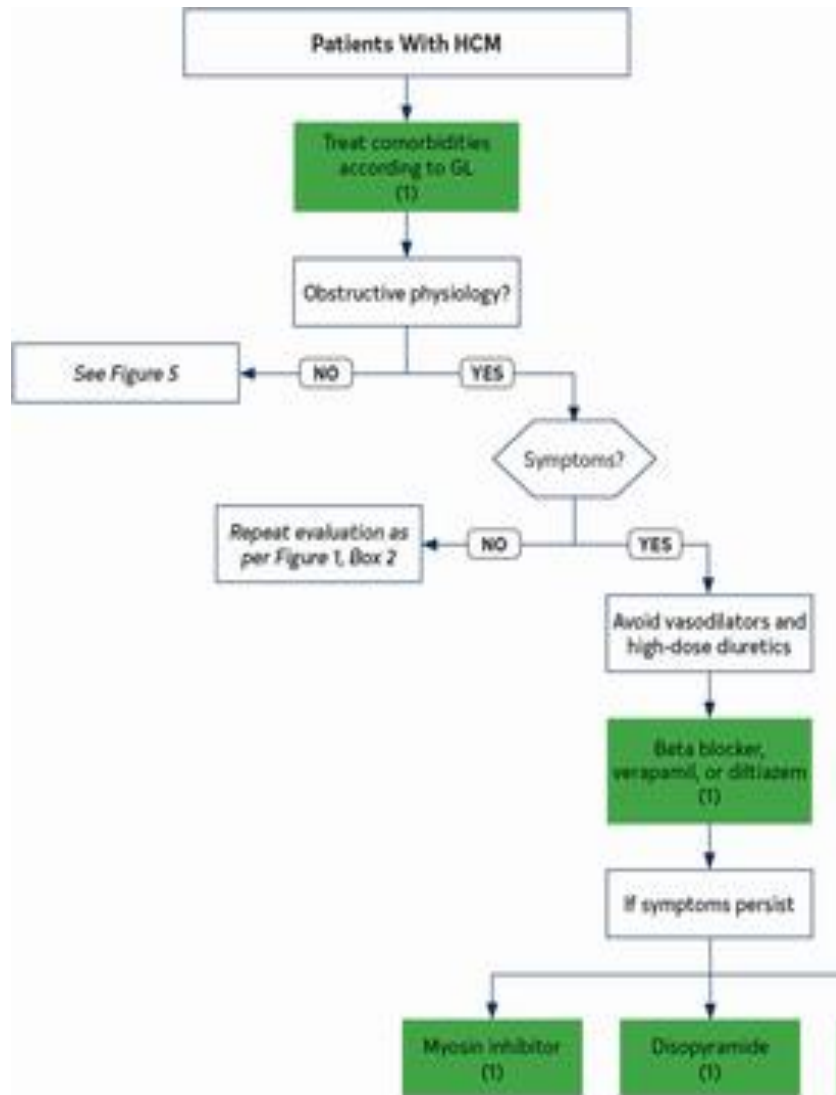 Patients With HCM
Treat comorbidities
according to GL
(1)
Obstructive physiology?
See Figure 5
NO
YES
Symptoms?
Repeat evaluation as
per Figure 1, Box 2
NO
YES
Avoid vasodilators and
high-dose diuretics
Beta blocker,
verapamil, or diltiazem
(1)
If symptoms persist
Myosin inhibitor
(1)
Disopyramide
(1)